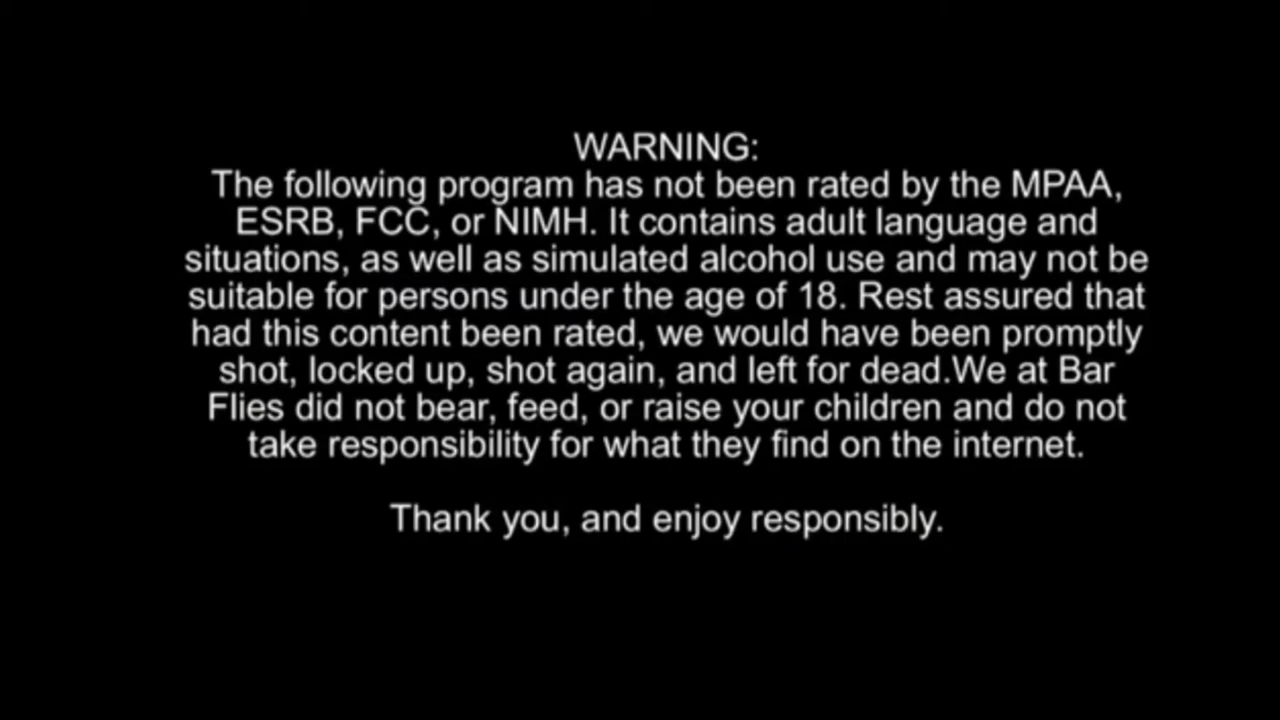 WARNING:
The following program has not been rated by the MPAA,
ESRB, FCC, or NIMH. It contains adult language and
situations, as well as simulated alcohol use and may not be
suitable for persons under the age of 18. Rest assured that
had this content been rated, we would have been promptly
shot, locked up, shot again, and left for dead.We at Bar
Flies did not bear, feed, or raise your children and do not
take responsibility for what they find on the internet.
Thank you, and enjoy responsibly.